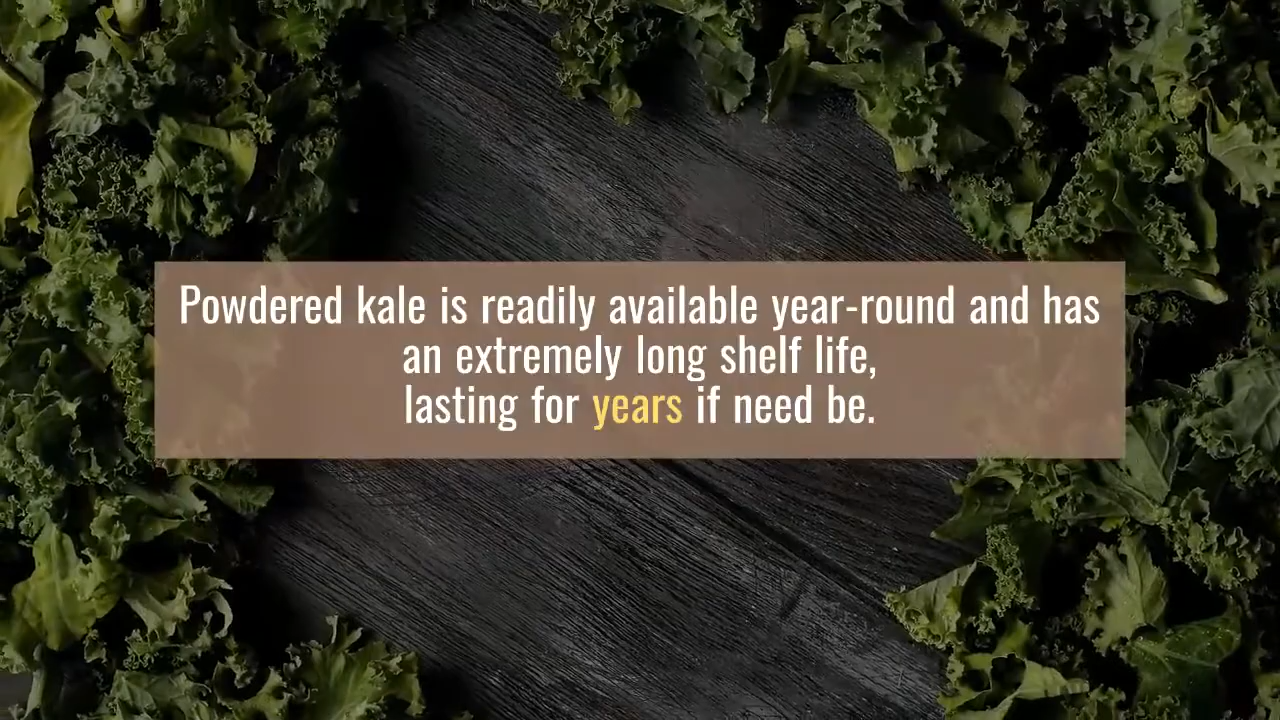 Powdered kale is readily available year-round and has
an extremely long shelf life,
lasting for years if need be.